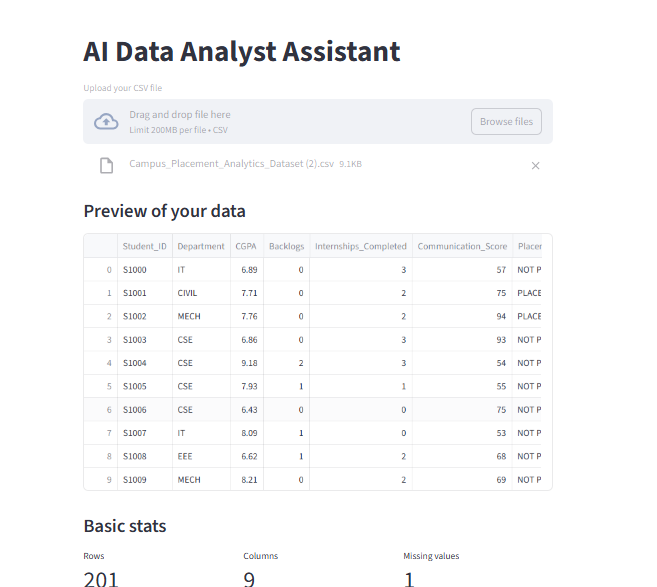 AI Data Analyst Assistant
Upload your CSV file
Drag and drop file here
Limit 200MB per file • CSV
Browse files
Campus_Placement_Analytics_Dataset (2).csv 9.1KB
Preview of your data
Student_ID Department CGPA Backlogs Internships_Completed Communication_Score Placer
0 S1000 IT 6.89 0 3 57 NOT P
1 S1001 CIVIL 7.71 0 2 75 PLACE
2 S1002 MECH 7.76 0 2 94 PLACE
3 S1003 CSE 6.86 0 3 93 NOT P
4 S1004 CSE 9.18 2 3 54 NOT P
5 S1005 CSE 7.93 1 1 55 NOT P
6 S1006 CSE 6.43 0 0 75 NOT P
7 S1007 IT 8.09 1 0 53 NOT P
8 S1008 EEE 6.62 1 2 68 NOT P
9 S1009 MECH 8.21 0 2 69 NOT P
Basic stats
Rows Columns Missing values
201 9 1